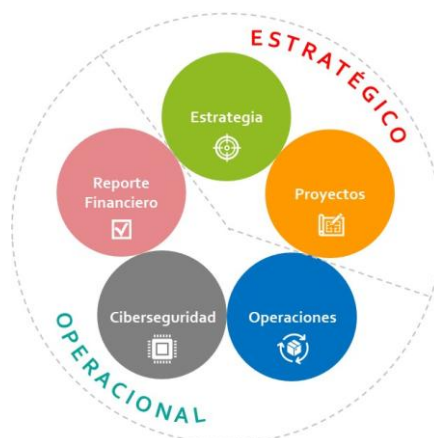 ESTRATÉGICO
Estrategia
Reporte
Financiero
Proyectos
Ciberseguridad
Operaciones
OPERACIONAL